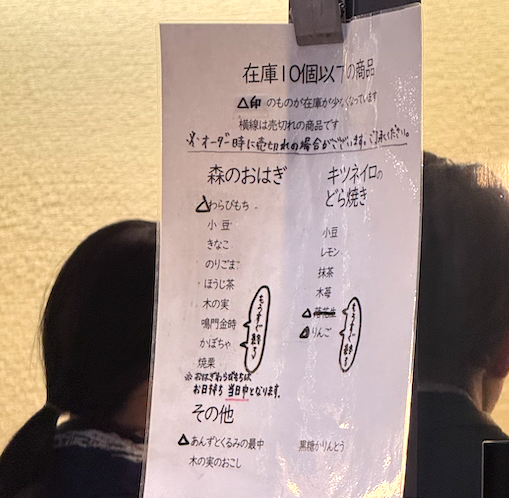 在庫10個以下の商品
△印のものが在庫が少なくなっています
横線は売切れの商品です
※オーダー時に売切れの場合がございます。ご了承ください。
森のおはぎ
△わらびもち
小豆
きなこ
のりごま
ほうじ茶
木の実
鳴門金時
かぼちゃ
焼栗
もうすぐ終る
※おはぎわらびもちは
お日持ち当日中となります。
キツネイロの
どら焼き
小豆
レモン
抹茶
木苺
△落花生
△りんご
もうすぐ終る
その他
△あんずとくるみの最中
木の実のおこし
黒糖かりんとう